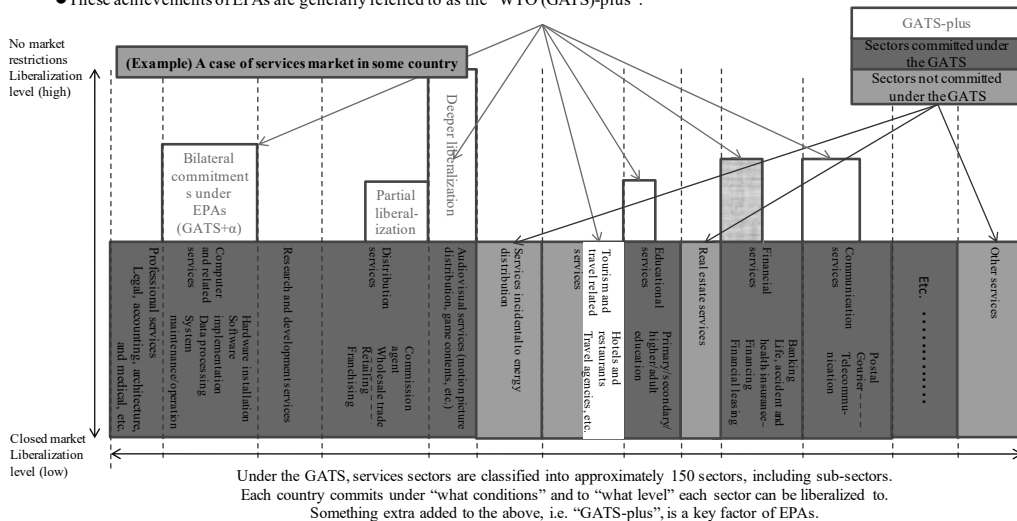 ● These achievements of EPAs are generally referred to as the "WTO (GATS)-plus".
GATS-plus
Sectors committed under
the GATS
Sectors not committed
under the GATS
No market
restrictions
Liberalization
level (high)
(Example) A case of services market in some country
Bilateral
commitment
s under
EPAs
(GATS+α)
Partial
liberal-
ization
Deeper liberalization
Professional services
Legal, accounting, architecture,
and medical, etc.
Computer
and related
services
Hardware installation
Software
implementation
Data processing
System
maintenance/operation
Research and development services
Distribution
services
Commission
agent
Wholesale trade
Retailing
Franchising
Audiovisual services (motion picture
distribution, game contents, etc.)
Services incidental to energy
distribution
Tourism and
travel related
services
Hotels and
restaurants
Travel agencies, etc.
Educational
services
Primary/secondary/
higher/adult
education
Real estate services
Financial
services
Banking
Life, accident and
health insurance
Financing
Financial leasing
Communication
services
Postal
Courier
Telecommu-
nication
Etc. ..........
Other services
Closed market
Liberalization
level (low)
Under the GATS, services sectors are classified into approximately 150 sectors, including sub-sectors.
Each country commits under "what conditions" and to "what level" each sector can be liberalized to.
Something extra added to the above, i.e. "GATS-plus", is a key factor of EPAs.